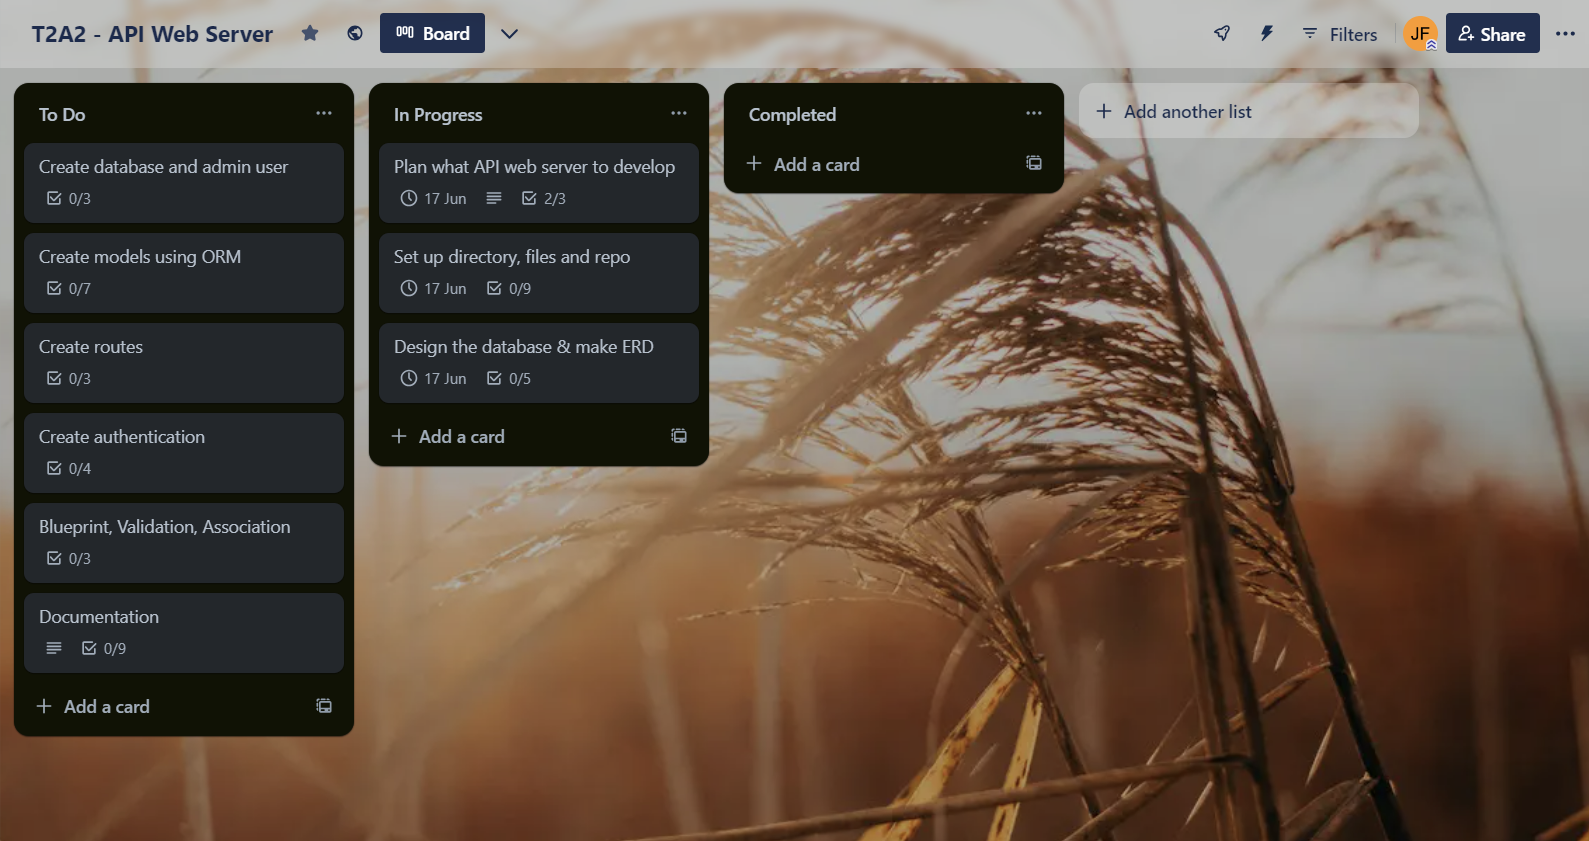 T2A2 - API Web Server
Board
Filters
JF
Share
To Do
Create database and admin user
0/3
Create models using ORM
0/7
Create routes
0/3
Create authentication
0/4
Blueprint, Validation, Association
0/3
Documentation
0/9
Add a card
In Progress
Plan what API web server to develop
17 Jun 2/3
Set up directory, files and repo
17 Jun 0/9
Design the database & make ERD
17 Jun 0/5
Add a card
Completed
Add a card
Add another list